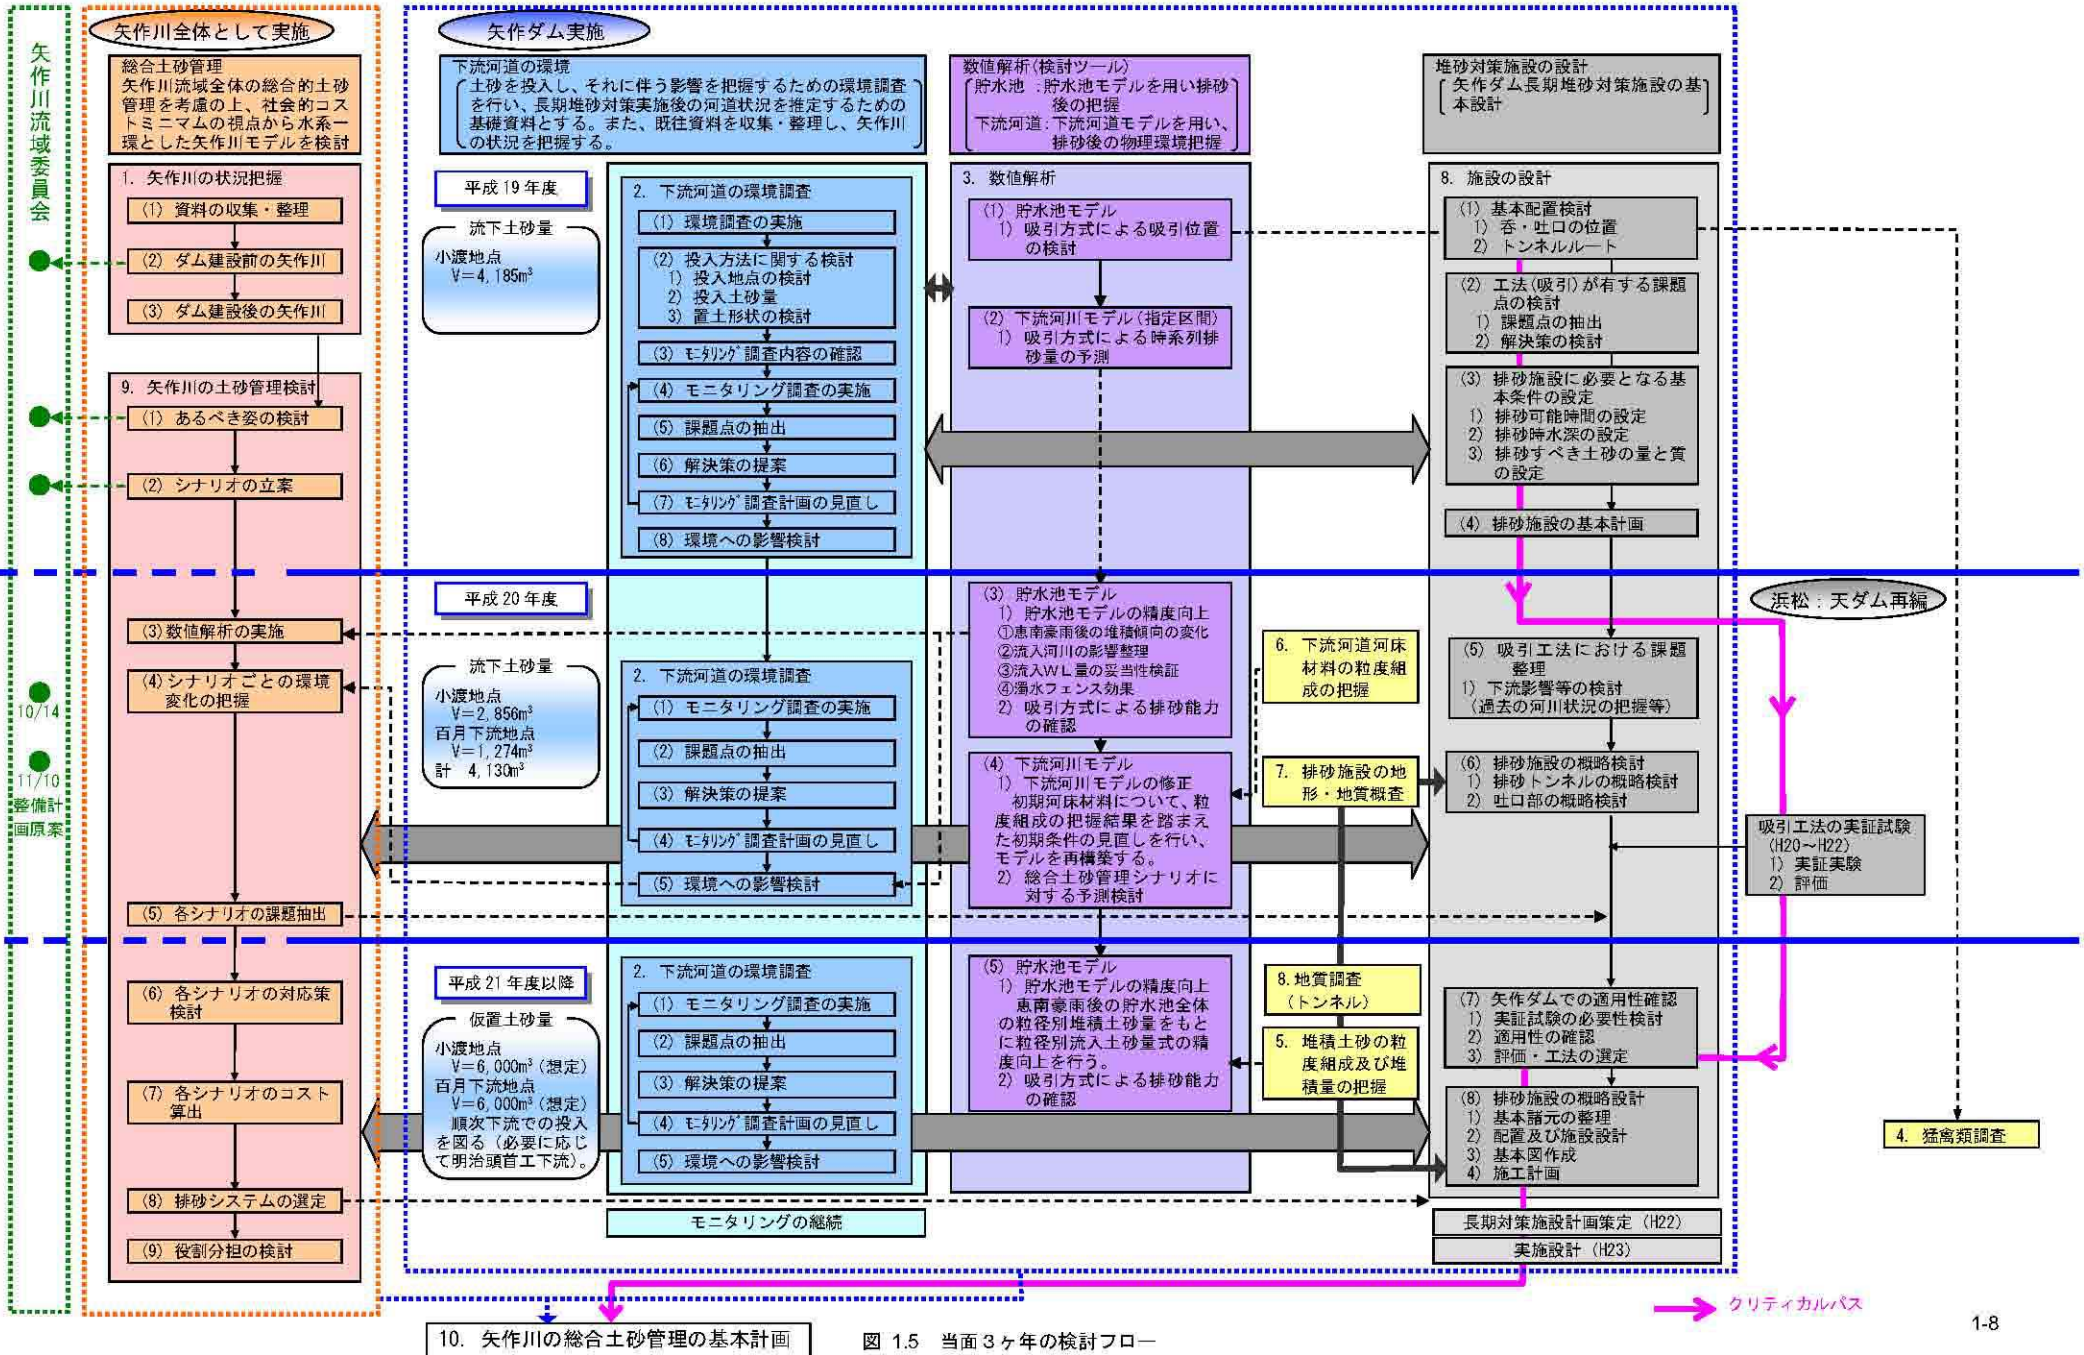 矢作川流域委員会
10/14
11/10
整備計
画原案
矢作川全体として実施
総合土砂管理
矢作川流域全体の総合的土砂
管理を考慮の上、社会的コス
トミニマムの視点から水系一
環とした矢作川モデルを検討
1. 矢作川の状況把握
(1) 資料の収集・整理
(2) ダム建設前の矢作川
(3) ダム建設後の矢作川
9. 矢作川の土砂管理検討
(1) あるべき姿の検討
(2) シナリオの立案
(3)数値解析の実施
(4)シナリオごとの環境
変化の把握
(5) 各シナリオの課題抽出
(6) 各シナリオの対応策
検討
(7) 各シナリオのコスト
算出
(8) 排砂システムの選定
(9) 役割分担の検討
矢作ダム実施
下流河道の環境
土砂を投入し、それに伴う影響を把握するための環境調査
を行い、長期堆砂対策実施後の河道状況を推定するための
基礎資料とする。また、既往資料を収集・整理し、矢作川
の状況を把握する。
平成19年度
流下土砂量
小渡地点
V=4,185m³
2. 下流河道の環境調査
(1) 環境調査の実施
(2) 投入方法に関する検討
1) 投入地点の検討
2) 投入土砂量
3) 置土形状の検討
(3) ﾓﾆﾀﾘﾝｸﾞ調査内容の確認
(4) モニタリング調査の実施
(5) 課題点の抽出
(6) 解決策の提案
(7) ﾓﾆﾀﾘﾝｸﾞ調査計画の見直し
(8) 環境への影響検討
平成20年度
流下土砂量
小渡地点
V=2,856m³
百月下流地点
V=1,274m³
計 4,130m³
2. 下流河道の環境調査
(1) モニタリング調査の実施
(2) 課題点の抽出
(3) 解決策の提案
(4) ﾓﾆﾀﾘﾝｸﾞ調査計画の見直し
(5) 環境への影響検討
平成21年度以降
仮置土砂量
小渡地点
V=6,000m³(想定)
百月下流地点
V=6,000m³(想定)
順次下流での投入
を図る(必要に応じ
て明治頭首工下流)。
2. 下流河道の環境調査
(1) モニタリング調査の実施
(2) 課題点の抽出
(3) 解決策の提案
(4) ﾓﾆﾀﾘﾝｸﾞ調査計画の見直し
(5) 環境への影響検討
モニタリングの継続
数値解析(検討ツール)
貯水池 :貯水池モデルを用い排砂
後の把握
下流河道:下流河道モデルを用い、
排砂後の物理環境把握
3. 数値解析
(1) 貯水池モデル
1) 吸引方式による吸引位置
の検討
(2) 下流河川モデル(指定区間)
1) 吸引方式による時系列排
砂量の予測
(3) 貯水池モデル
1) 貯水池モデルの精度向上
①恵南豪雨後の堆積傾向の変化
②流入河川の影響整理
③流入WL量の妥当性検証
④濁水フェンス効果
2) 吸引方式による排砂能力
の確認
(4) 下流河川モデル
1) 下流河川モデルの修正
初期河床材料について、粒
度組成の把握結果を踏まえ
た初期条件の見直しを行い、
モデルを再構築する。
2) 総合土砂管理シナリオに
対する予測検討
(5) 貯水池モデル
1) 貯水池モデルの精度向上
恵南豪雨後の貯水池全体
の粒径別堆積土砂量をもと
に粒径別流入土砂量式の精
度向上を行う。
2) 吸引方式による排砂能力
の確認
6. 下流河道河床
材料の粒度組
成の把握
7. 排砂施設の地
形・地質概査
8.地質調査
(トンネル)
5. 堆積土砂の粒
度組成及び堆
積量の把握
堆砂対策施設の設計
矢作ダム長期堆砂対策施設の基
本設計
8. 施設の設計
(1) 基本配置検討
1) 呑・吐口の位置
2) トンネルルート
(2) 工法(吸引)が有する課題
点の検討
1) 課題点の抽出
2) 解決策の検討
(3) 排砂施設に必要となる基
本条件の設定
1) 排砂可能時間の設定
2) 排砂時水深の設定
3) 排砂すべき土砂の量と質
の設定
(4) 排砂施設の基本計画
(5) 吸引工法における課題
整理
1) 下流影響等の検討
(過去の河川状況の把握等)
(6) 排砂施設の概略検討
1) 排砂トンネルの概略検討
2) 吐口部の概略検討
(7) 矢作ダムでの適用性確認
1) 実証試験の必要性検討
2) 適用性の確認
3) 評価・工法の選定
(8) 排砂施設の概略設計
1) 基本諸元の整理
2) 配置及び施設設計
3) 基本図作成
4) 施工計画
長期対策施設計画策定 (H22)
実施設計 (H23)
浜松:天ダム再編
吸引工法の実証試験
(H20～H22)
1) 実証実験
2) 評価
4. 猛禽類調査
クリティカルパス
10. 矢作川の総合土砂管理の基本計画
図 1.5 当面3ヶ年の検討フロー
1-8